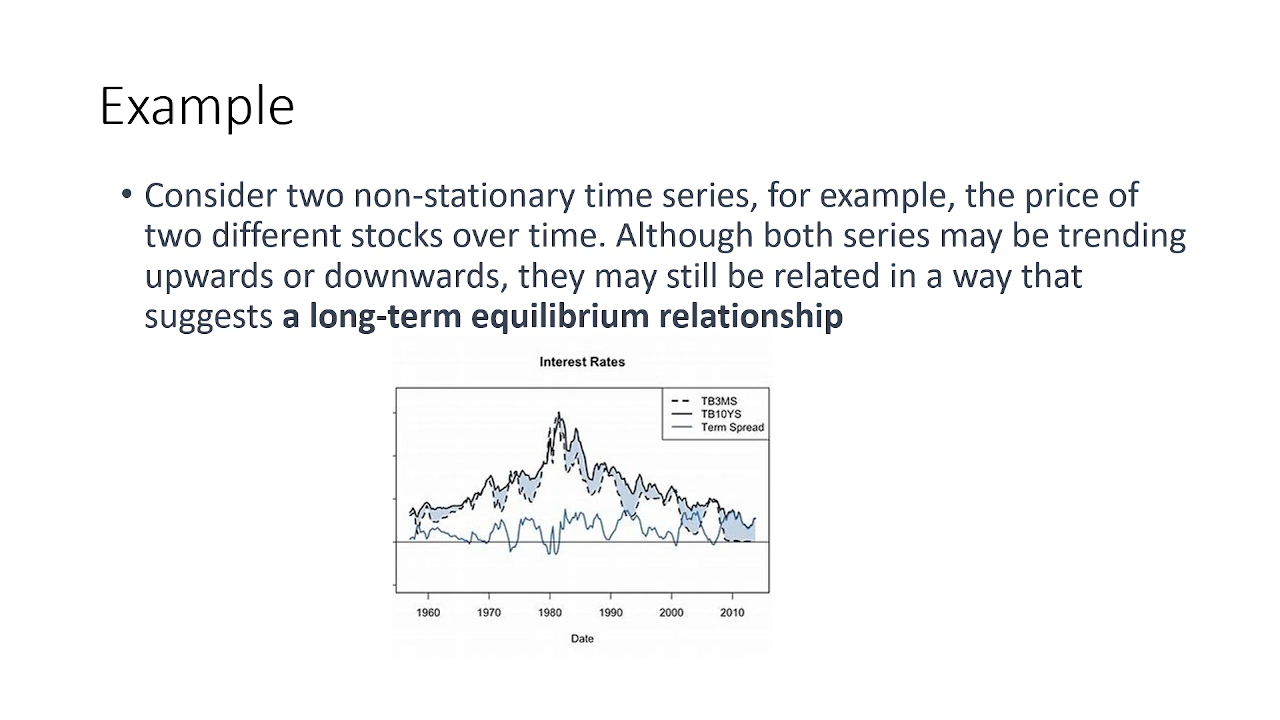 Example
• Consider two non-stationary time series, for example, the price of
two different stocks over time. Although both series may be trending
upwards or downwards, they may still be related in a way that
suggests a long-term equilibrium relationship
Interest Rates
TB3MS
TB10YS
Term Spread
1960 1970 1980 1990 2000 2010
Date